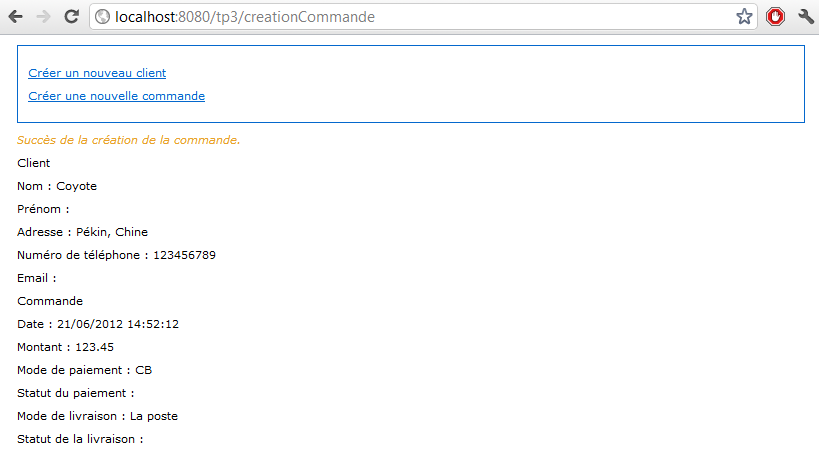 localhost:8080/tp3/creationCommande
Créer un nouveau client
Créer une nouvelle commande
Succès de la création de la commande.
Client
Nom : Coyote
Prénom :
Adresse : Pékin, Chine
Numéro de téléphone : 123456789
Email :
Commande
Date : 21/06/2012 14:52:12
Montant : 123.45
Mode de paiement : CB
Statut du paiement :
Mode de livraison : La poste
Statut de la livraison :